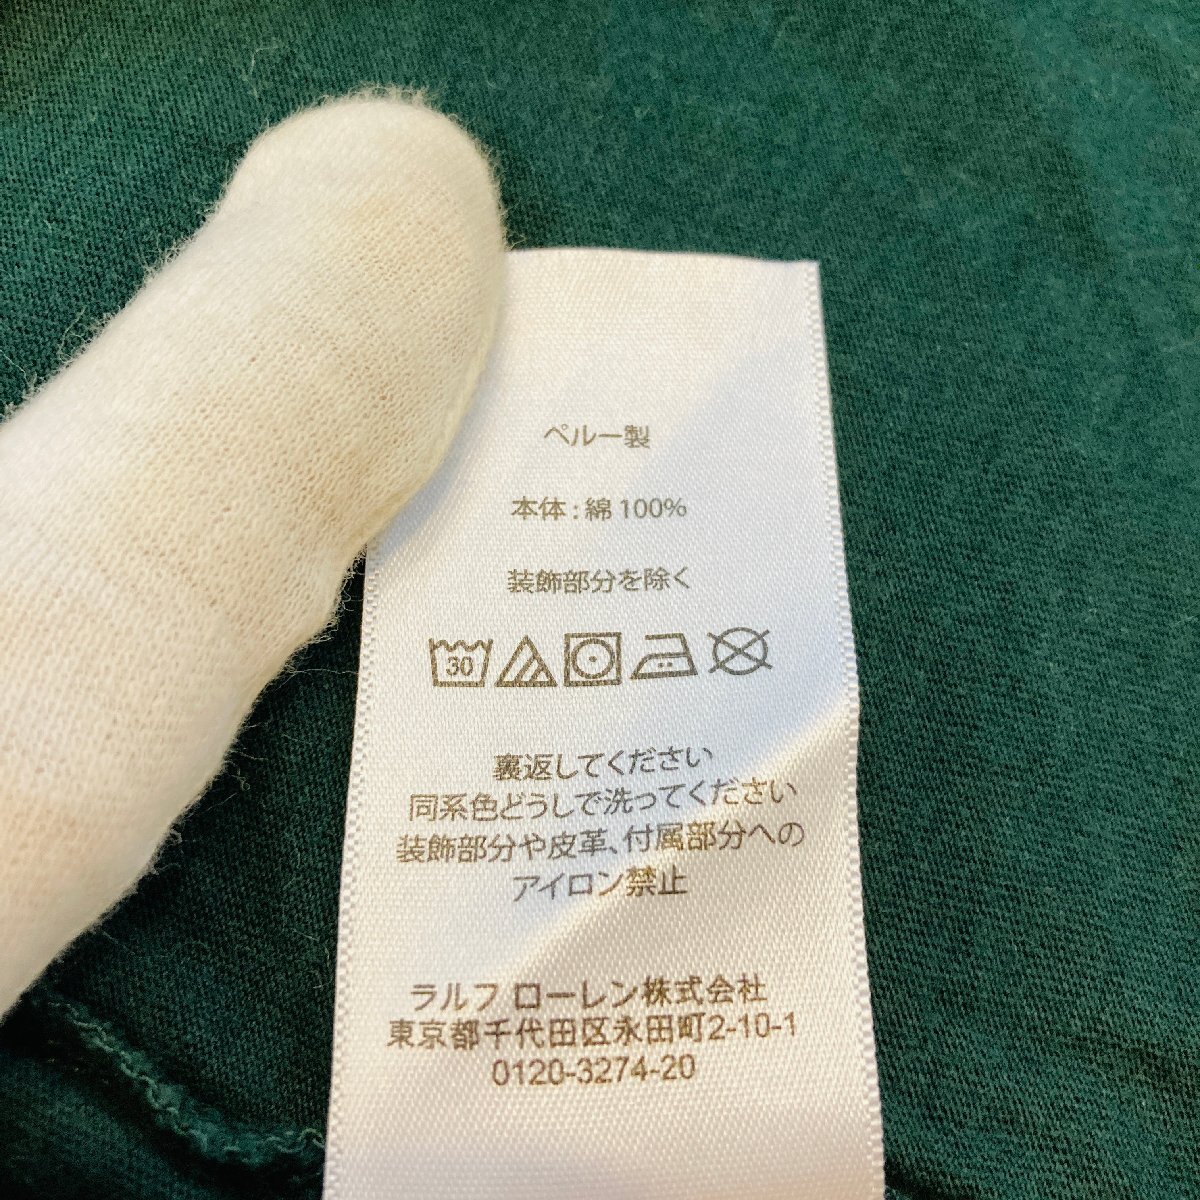 ペルー製
本体 : 綿 100%
装飾部分を除く
30
裏返してください
同系色どうしで洗ってください
装飾部分や皮革、付属部分への
アイロン禁止
ラルフ ローレン株式会社
東京都千代田区永田町2-10-1
0120-3274-20